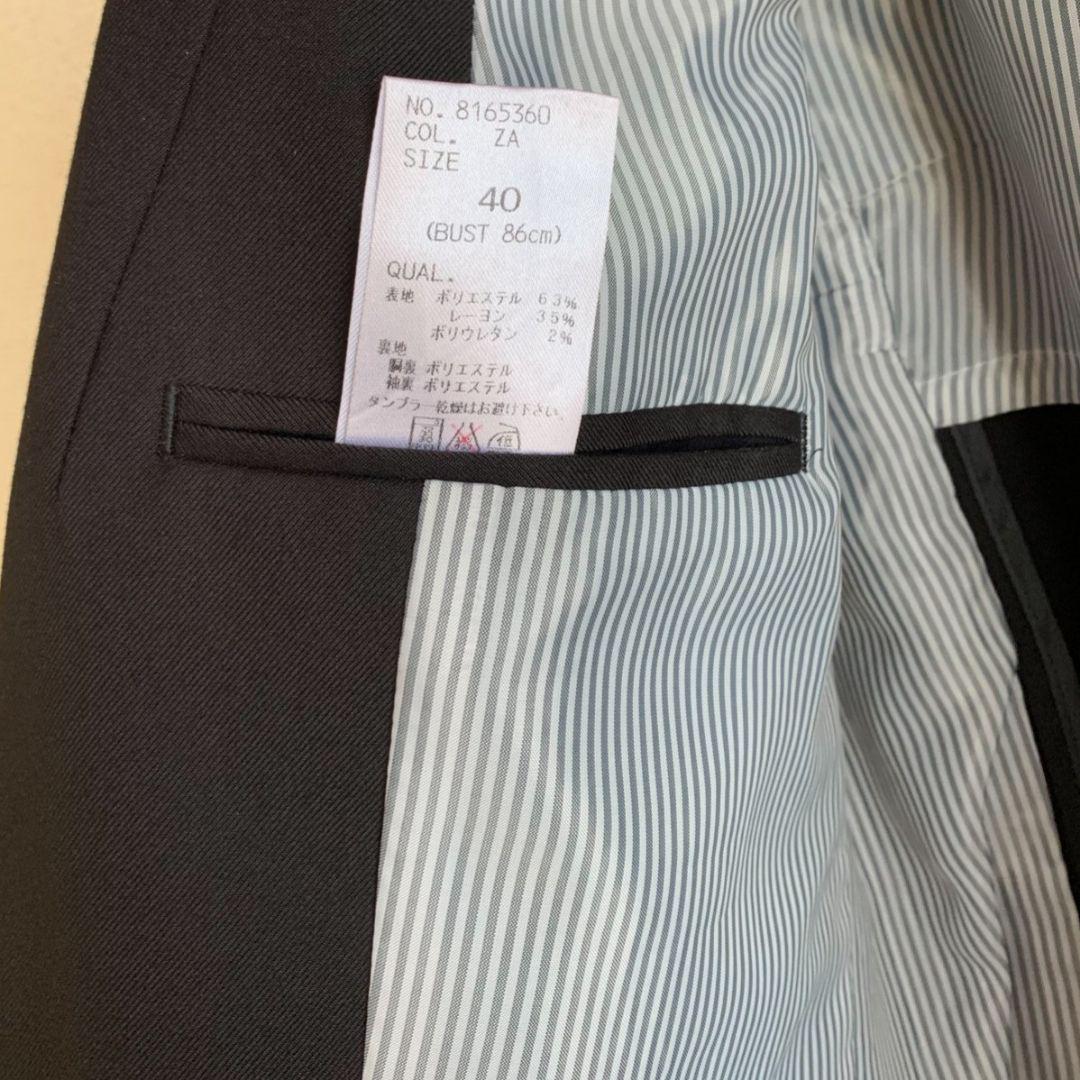 NO. 8165360
COL. ZA
SIZE
40
(BUST 86cm)
QUAL.
表地 ポリエステル 63%
レーヨン 35%
ポリウレタン 2%
裏地
胴裏 ポリエステル
袖裏 ポリエステル
タンブラー乾燥はお避け下さい。
低